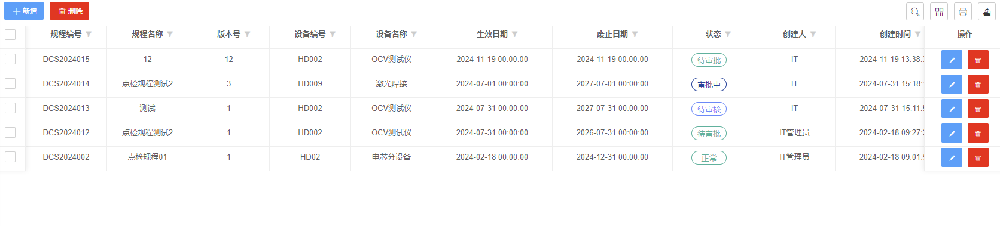 新增 删除
规程编号 规程名称 版本号 设备编号 设备名称 生效日期 废止日期 状态 创建人 创建时间 操作
DCS2024015 12 12 HD002 OCV测试仪 2024-11-19 00:00:00 2024-11-19 00:00:00 待审批 IT 2024-11-19 13:38:
DCS2024014 点检规程测试2 3 HD009 激光焊接 2024-07-01 00:00:00 2027-07-01 00:00:00 审批中 IT 2024-07-31 15:18:
DCS2024013 测试 1 HD002 OCV测试仪 2024-07-31 00:00:00 2027-07-31 00:00:00 待审核 IT 2024-07-31 15:11:
DCS2024012 点检规程测试2 1 HD002 OCV测试仪 2024-07-31 00:00:00 2026-07-31 00:00:00 待审批 IT管理员 2024-02-18 09:27:
DCS2024002 点检规程01 1 HD02 电芯分设备 2024-02-18 00:00:00 2024-12-31 00:00:00 正常 IT管理员 2024-02-18 09:01: